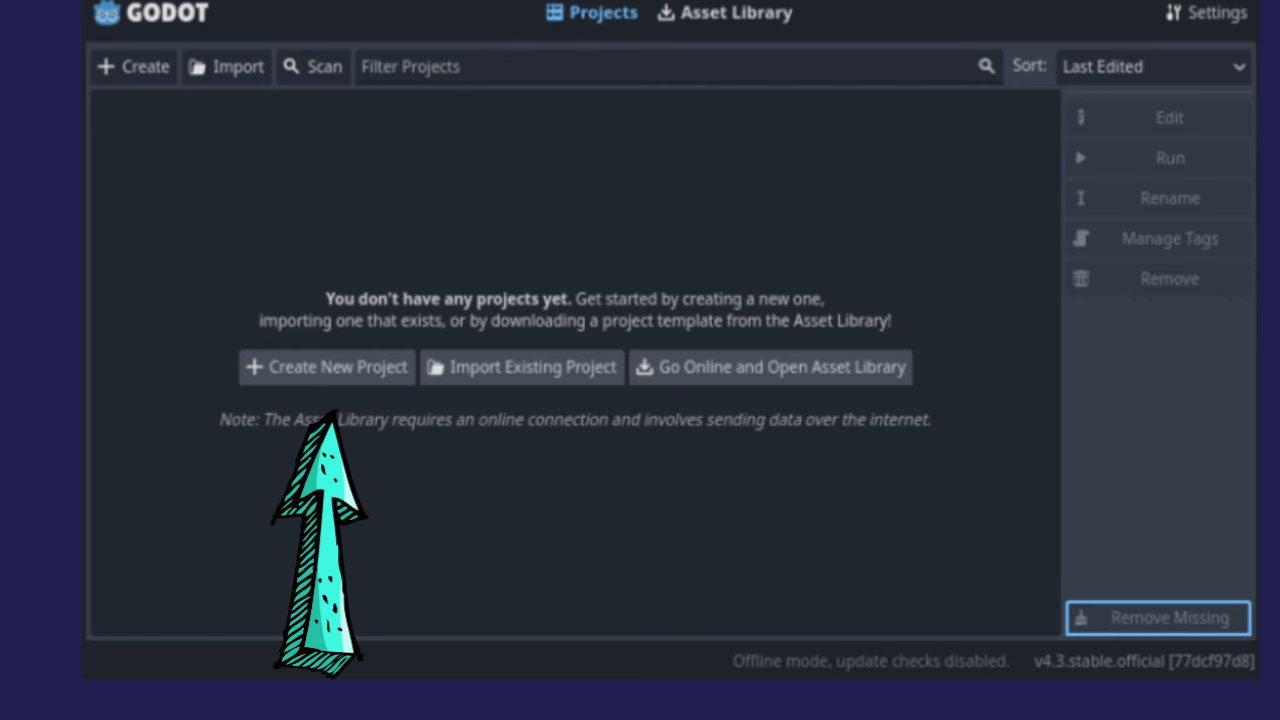 GODOT Projects Asset Library Settings
Create Import Scan Filter Projects Sort: Last Edited
Edit
Run
Rename
Manage Tags
Remove
You don't have any projects yet. Get started by creating a new one,
importing one that exists, or by downloading a project template from the Asset Library!
Create New Project Import Existing Project Go Online and Open Asset Library
Note: The Asset Library requires an online connection and involves sending data over the internet.
Remove Missing
Offline mode, update checks disabled. v4.3.stable.official [77dcf97d8]